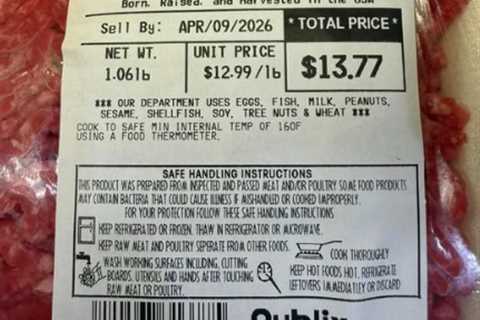 Born, Raised, and Harvested in the USA
Sell By: APR/09/2026
* TOTAL PRICE *
NET WT.
1.06lb
UNIT PRICE
$12.99/lb
$13.77
*** OUR DEPARTMENT USES EGGS, FISH, MILK, PEANUTS,
SESAME, SHELLFISH, SOY, TREE NUTS & WHEAT ***
COOK TO SAFE MIN INTERNAL TEMP OF 160F
USING A FOOD THERMOMETER.
SAFE HANDLING INSTRUCTIONS
THIS PRODUCT WAS PREPARED FROM INSPECTED AND PASSED MEAT AND/OR POULTRY. SOME FOOD PRODUCTS
MAY CONTAIN BACTERIA THAT COULD CAUSE ILLNESS IF MISHANDLED OR COOKED IMPROPERLY.
FOR YOUR PROTECTION FOLLOW THESE SAFE HANDLING INSTRUCTIONS
KEEP REFRIGERATED OR FROZEN. THAW IN REFRIGERATOR OR MICROWAVE.
KEEP RAW MEAT AND POULTRY SEPERATE FROM OTHER FOODS.
WASH WORKING SURFACES INCLUDING, CUTTING
BOARDS, UTENSILS AND HANDS AFTER TOUCHING
RAW MEAT OR POULTRY.
COOK THOROUGHLY
KEEP HOT FOODS HOT, REFRIGERATE
LEFTOVERS IMMEDIATLEY OR DISCARD
Publix